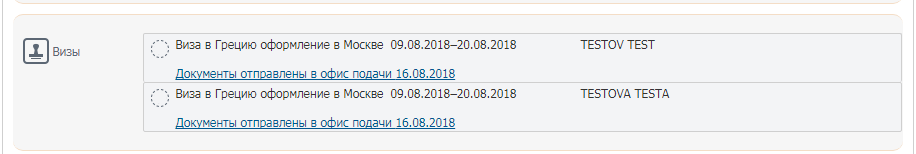 Визы
Виза в Грецию оформление в Москве 09.08.2018–20.08.2018 TESTOV TEST
Документы отправлены в офис подачи 16.08.2018
Виза в Грецию оформление в Москве 09.08.2018–20.08.2018 TESTOVA TESTA
Документы отправлены в офис подачи 16.08.2018